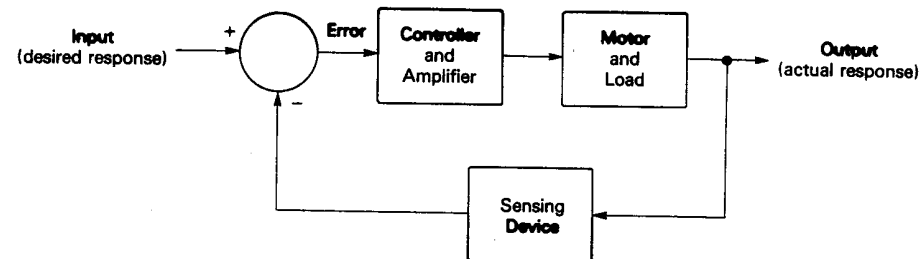 Input
(desired response)
+
−
Error
Controller
and
Amplifier
Motor
and
Load
Output
(actual response)
Sensing
Device